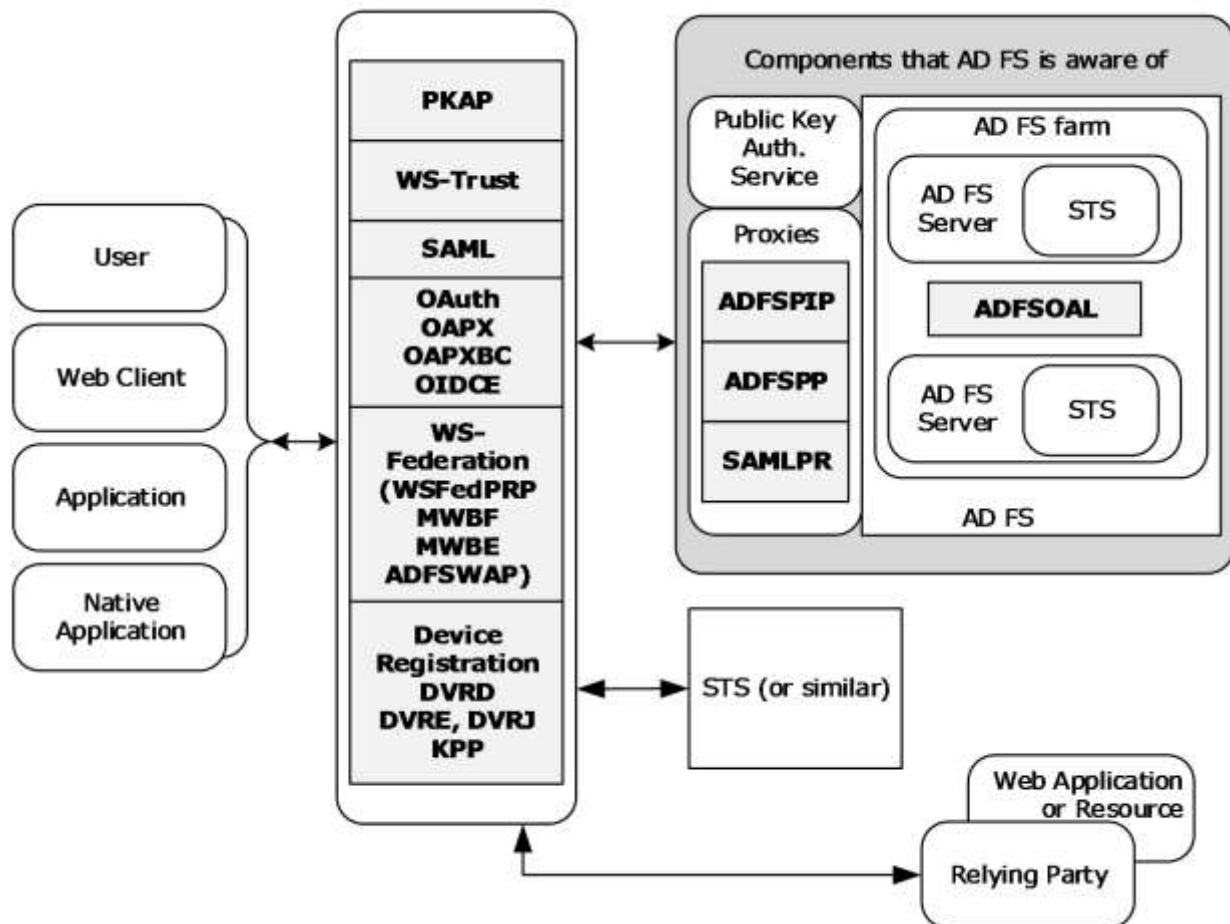 User
Web Client
Application
Native
Application
PKAP
WS-Trust
SAML
OAuth
OAPX
OAPXBC
OIDCE
WS-
Federation
(WSFedPRP
MWBF
MWBE
ADFSWAP)
Device
Registration
DVRD
DVRE, DVRJ
KPP
Components that AD FS is aware of
Public Key
Auth.
Service
Proxies
ADFSPIP
ADFSPP
SAMLPR
AD FS farm
AD FS
Server
STS
ADFSOAL
AD FS
Server
STS
AD FS
STS (or similar)
Web Application
or Resource
Relying Party